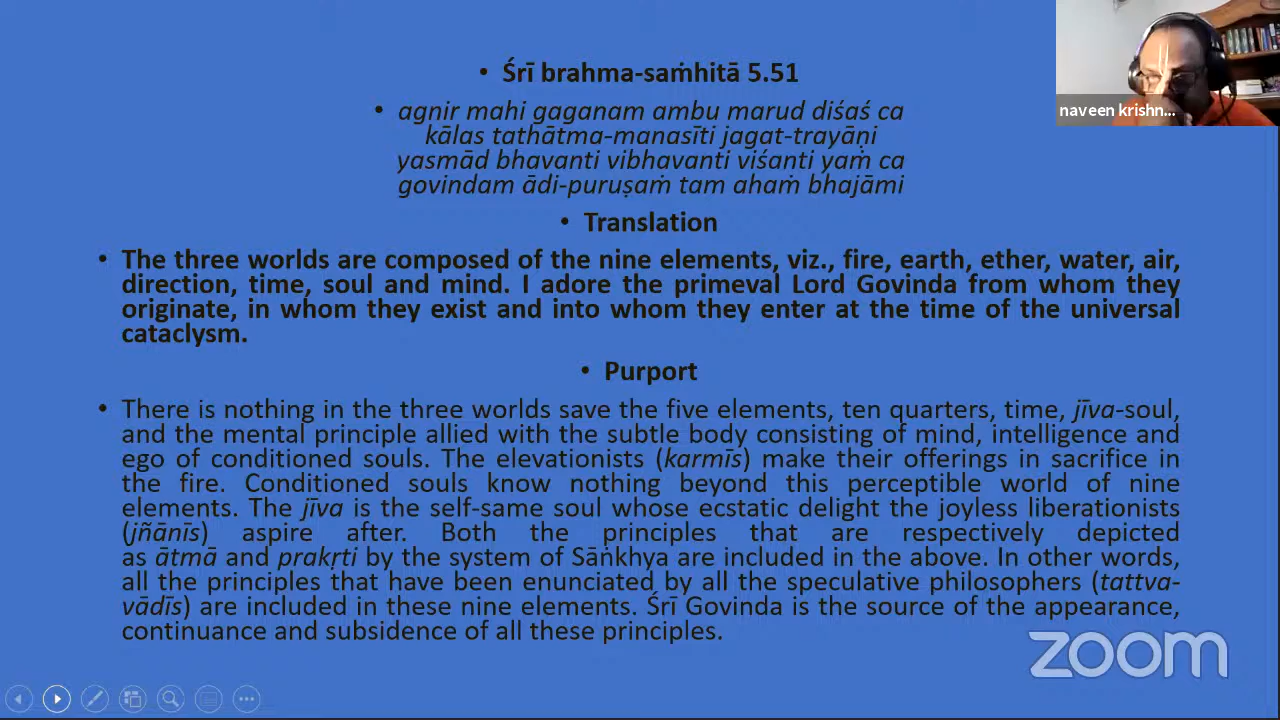 • Śrī brahma-saṁhitā 5.51
• agnir mahi gaganam ambu marud diśaś ca
kālas tathātma-manasīti jagat-trayāṇi
yasmād bhavanti vibhavanti viśanti yaṁ ca
govindam ādi-puruṣaṁ tam ahaṁ bhajāmi
• Translation
• The three worlds are composed of the nine elements, viz., fire, earth, ether, water, air,
direction, time, soul and mind. I adore the primeval Lord Govinda from whom they
originate, in whom they exist and into whom they enter at the time of the universal
cataclysm.
• Purport
• There is nothing in the three worlds save the five elements, ten quarters, time, jīva-soul,
and the mental principle allied with the subtle body consisting of mind, intelligence and
ego of conditioned souls. The elevationists (karmīs) make their offerings in sacrifice in
the fire. Conditioned souls know nothing beyond this perceptible world of nine
elements. The jīva is the self-same soul whose ecstatic delight the joyless liberationists
(jñānīs) aspire after. Both the principles that are respectively depicted
as ātmā and prakṛti by the system of Sāṅkhya are included in the above. In other words,
all the principles that have been enunciated by all the speculative philosophers (tattva-
vādīs) are included in these nine elements. Śrī Govinda is the source of the appearance,
continuance and subsidence of all these principles.
naveen krishn...
zoom